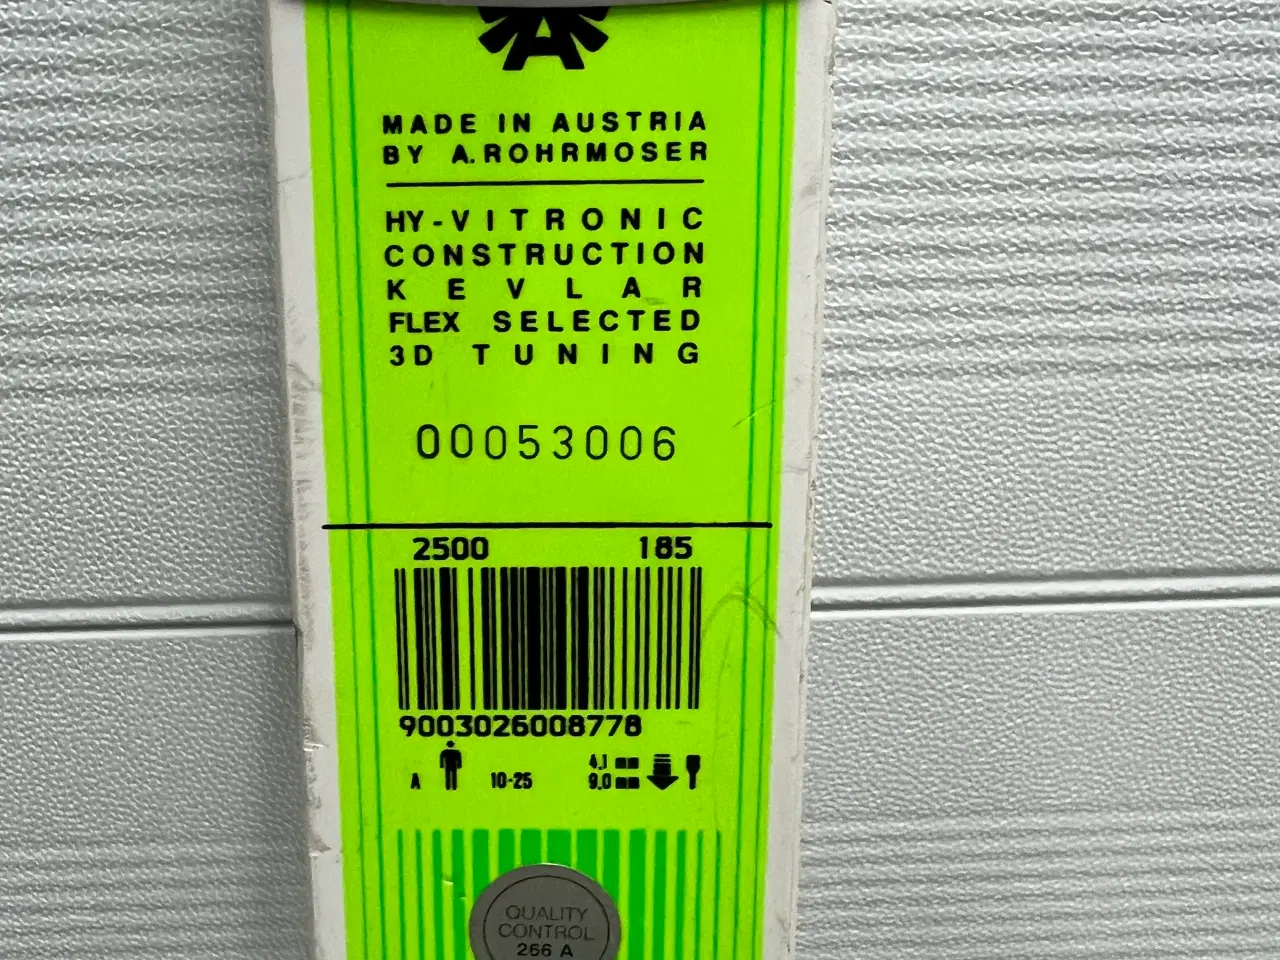 A
MADE IN AUSTRIA
BY A.ROHRMOSER
HY-VITRONIC
CONSTRUCTION
KEVLAR
FLEX SELECTED
3D TUNING
00053006
2500 185
9003026008778
A 10-25 4.1 mm
9.0 mm
QUALITY
CONTROL
266 A